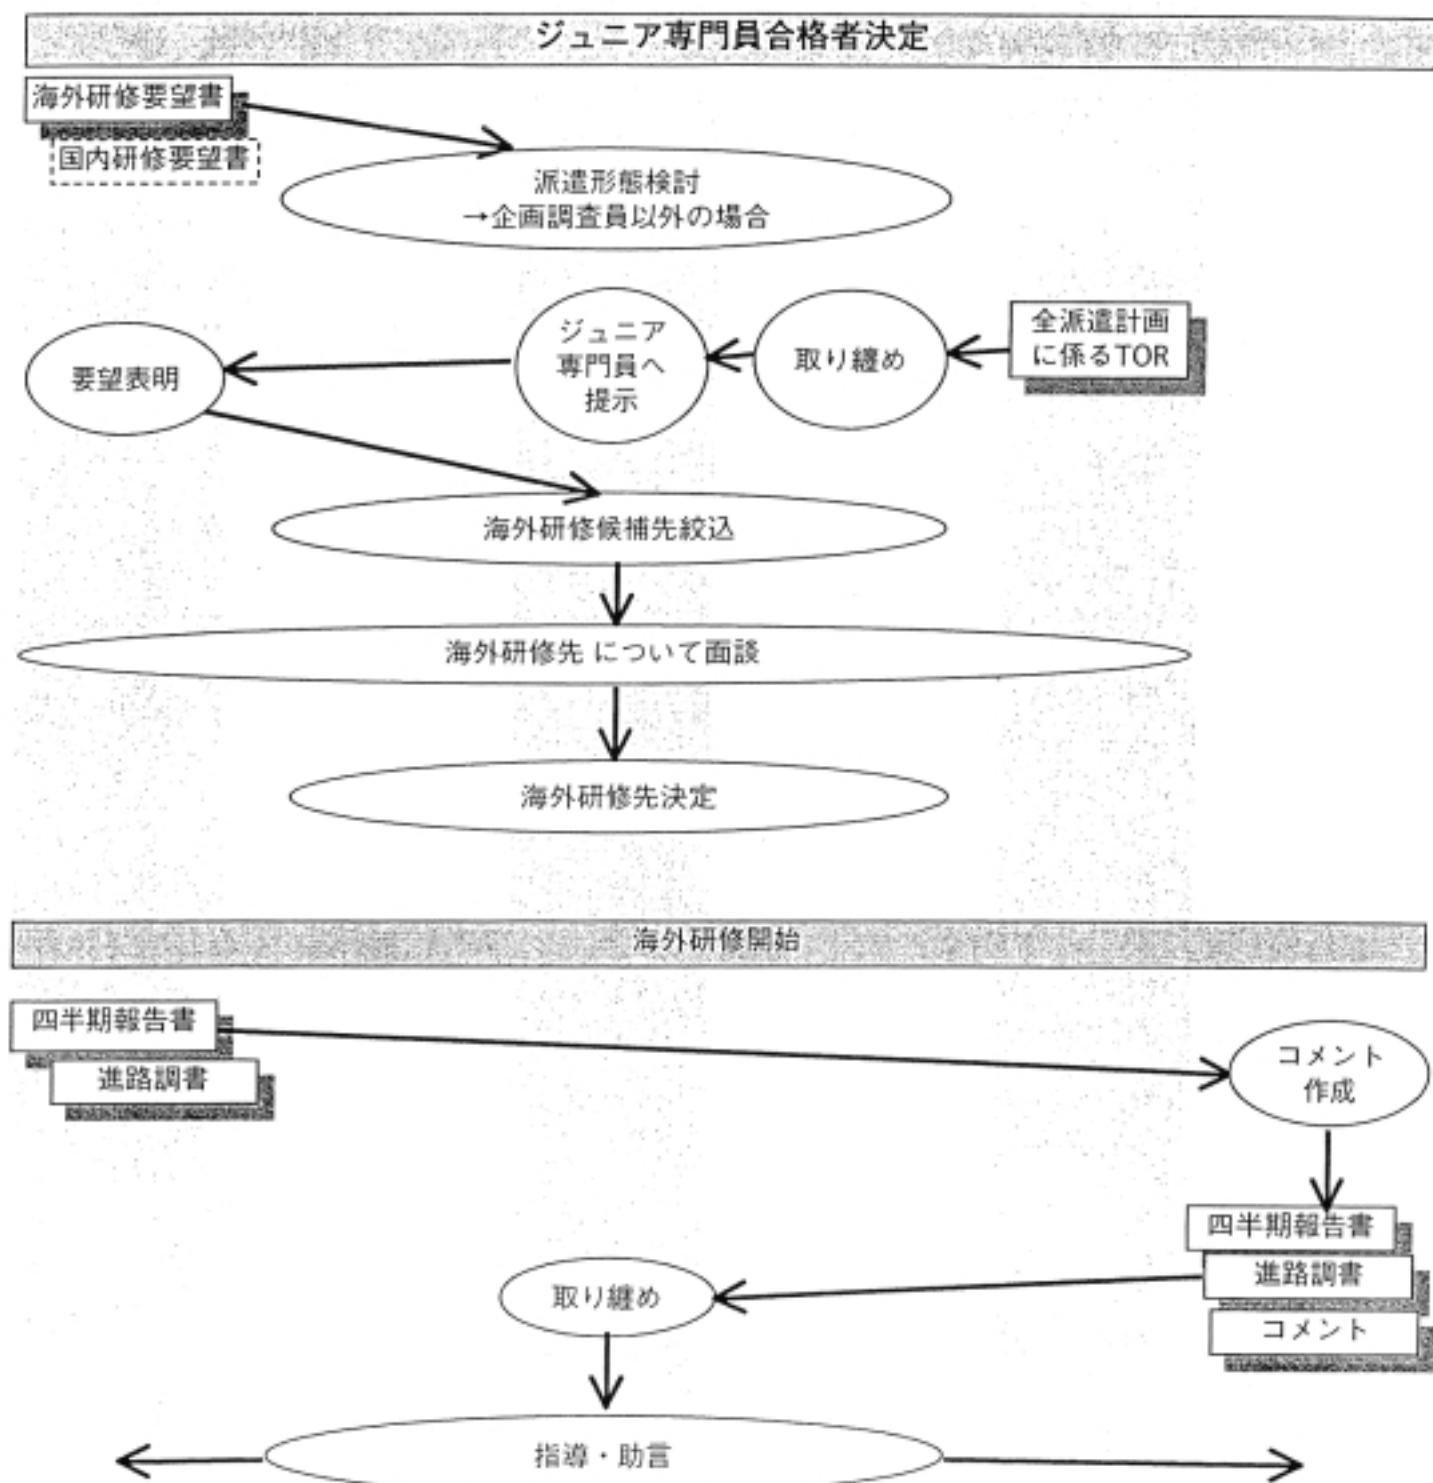 ジュニア専門員合格者決定
海外研修要望書
国内研修要望書
派遣形態検討
→企画調査員以外の場合
全派遣計画
に係るTOR
取り纏め
ジュニア
専門員へ
提示
要望表明
海外研修候補先絞込
海外研修先 について面談
海外研修先決定
海外研修開始
四半期報告書
進路調書
コメント
作成
四半期報告書
進路調書
コメント
取り纏め
指導・助言